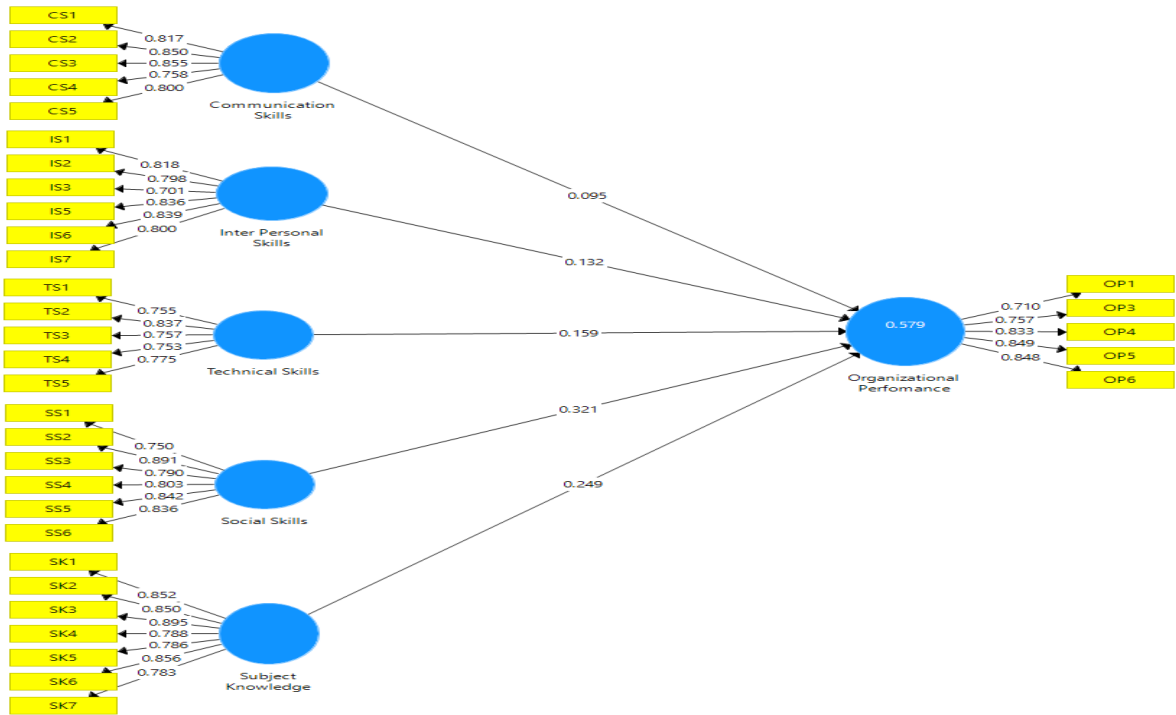 CS1
CS2
CS3
CS4
CS5
0.817
0.850
0.855
0.758
0.800
Communication
Skills
IS1
IS2
IS3
IS5
IS6
IS7
0.818
0.798
0.701
0.836
0.839
0.800
Inter Personal
Skills
TS1
TS2
TS3
TS4
TS5
0.755
0.837
0.757
0.753
0.775
Technical Skills
SS1
SS2
SS3
SS4
SS5
SS6
0.750
0.891
0.790
0.803
0.842
0.836
Social Skills
SK1
SK2
SK3
SK4
SK5
SK6
SK7
0.852
0.850
0.895
0.788
0.786
0.856
0.783
Subject
Knowledge
0.095
0.132
0.159
0.321
0.249
0.579
Organizational
Perfomance
0.710
0.757
0.833
0.849
0.848
OP1
OP3
OP4
OP5
OP6